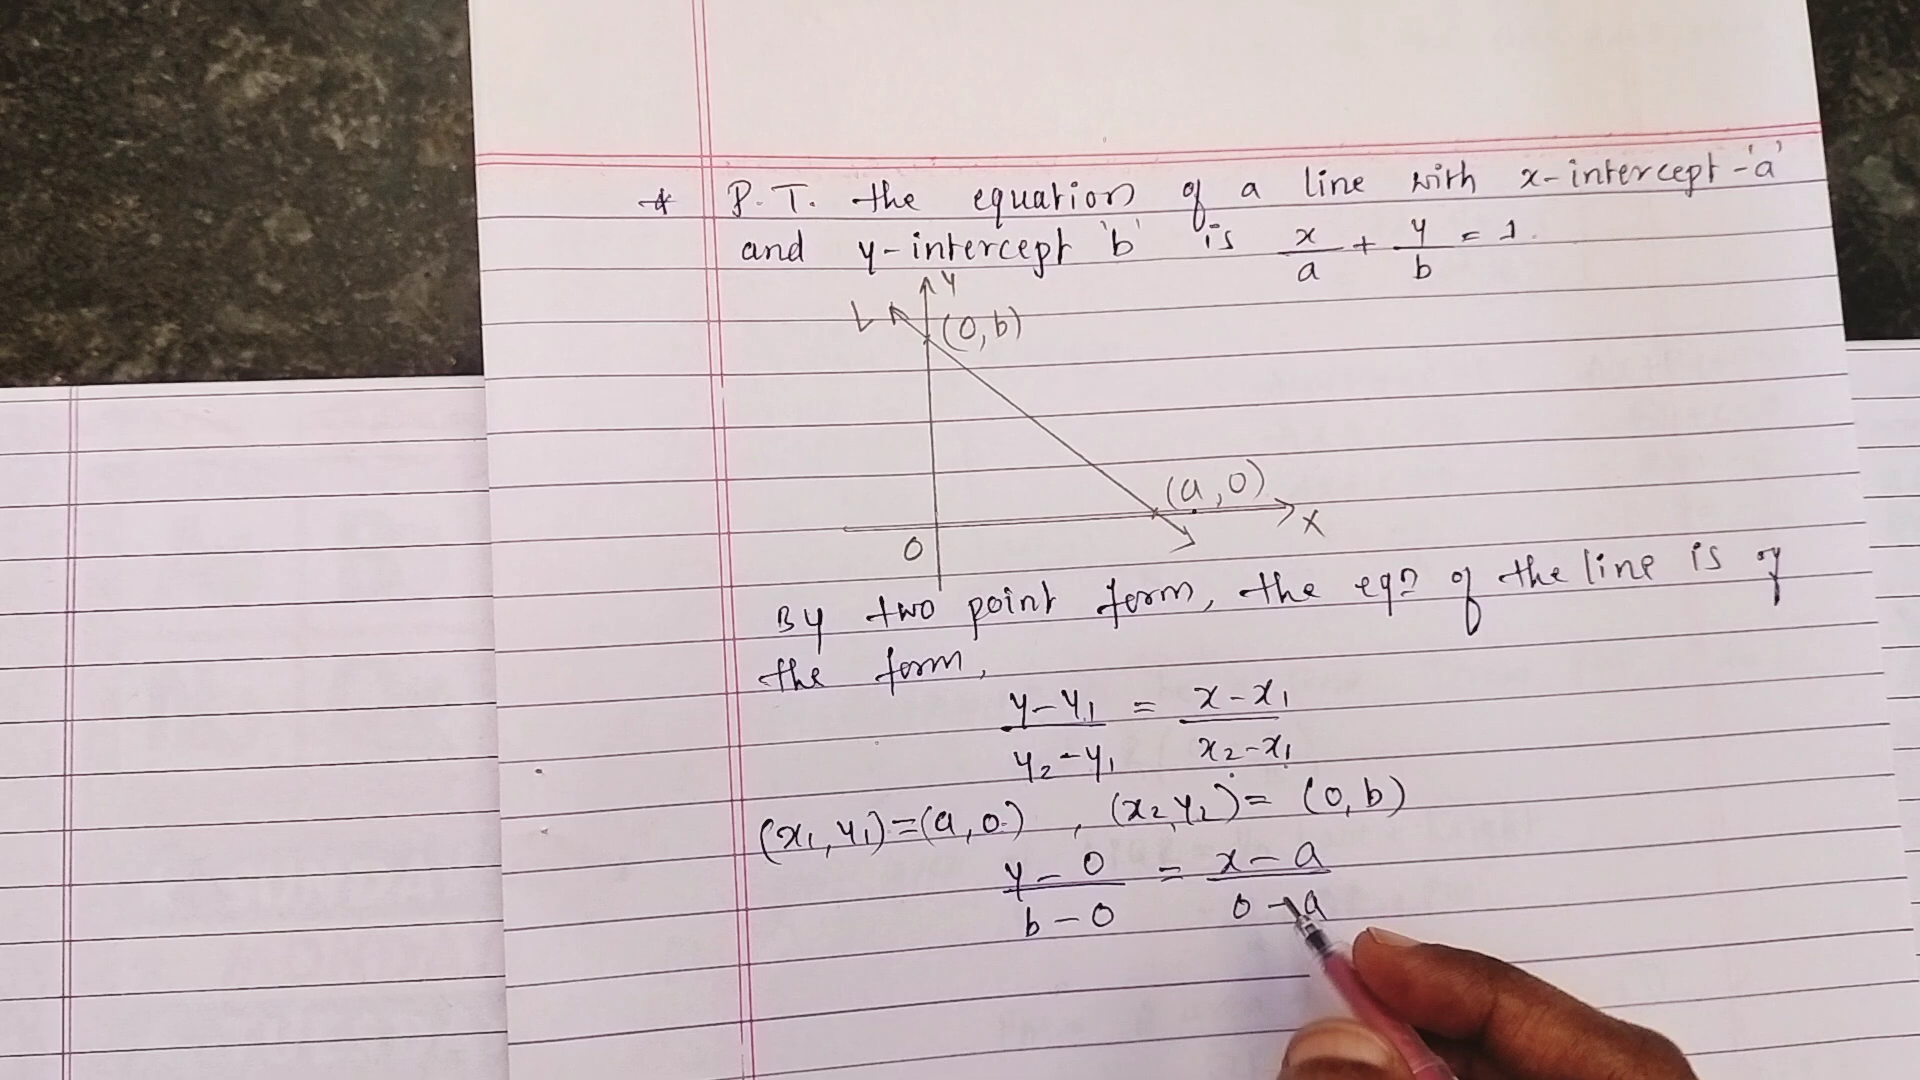 * P.T. the equation of a line with x-intercept-'a'
and y-intercept 'b' is x/a + y/b = 1.
Y
L
(0,b)
(a,0)
X
O
By two point form, the eqn of the line is of
the form,
y-y₁/y₂-y₁ = x-x₁/x₂-x₁
(x₁,y₁)=(a,0), (x₂,y₂)=(0,b)
y-0/b-0 = x-a/0-a